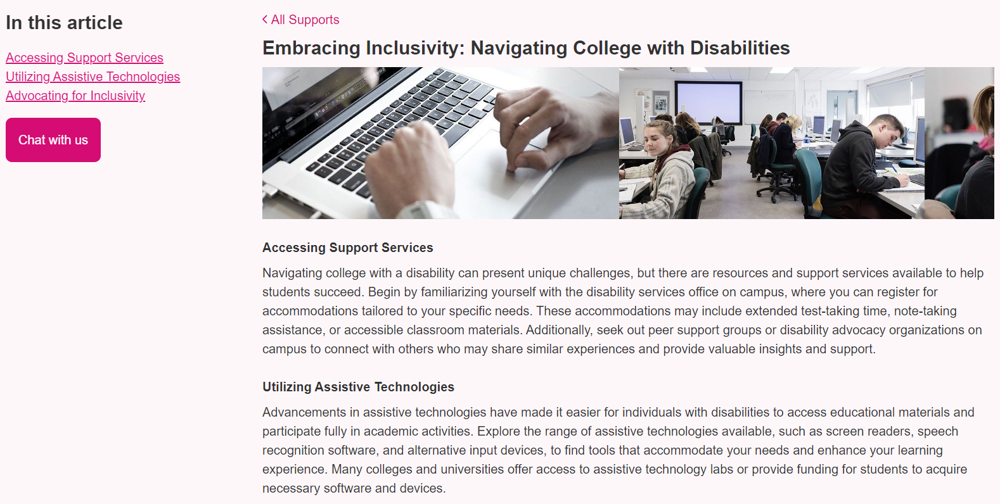 In this article
Accessing Support Services
Utilizing Assistive Technologies
Advocating for Inclusivity
Chat with us
All Supports
Embracing Inclusivity: Navigating College with Disabilities
Accessing Support Services
Navigating college with a disability can present unique challenges, but there are resources and support services available to help
students succeed. Begin by familiarizing yourself with the disability services office on campus, where you can register for
accommodations tailored to your specific needs. These accommodations may include extended test-taking time, note-taking
assistance, or accessible classroom materials. Additionally, seek out peer support groups or disability advocacy organizations on
campus to connect with others who may share similar experiences and provide valuable insights and support.
Utilizing Assistive Technologies
Advancements in assistive technologies have made it easier for individuals with disabilities to access educational materials and
participate fully in academic activities. Explore the range of assistive technologies available, such as screen readers, speech
recognition software, and alternative input devices, to find tools that accommodate your needs and enhance your learning
experience. Many colleges and universities offer access to assistive technology labs or provide funding for students to acquire
necessary software and devices.